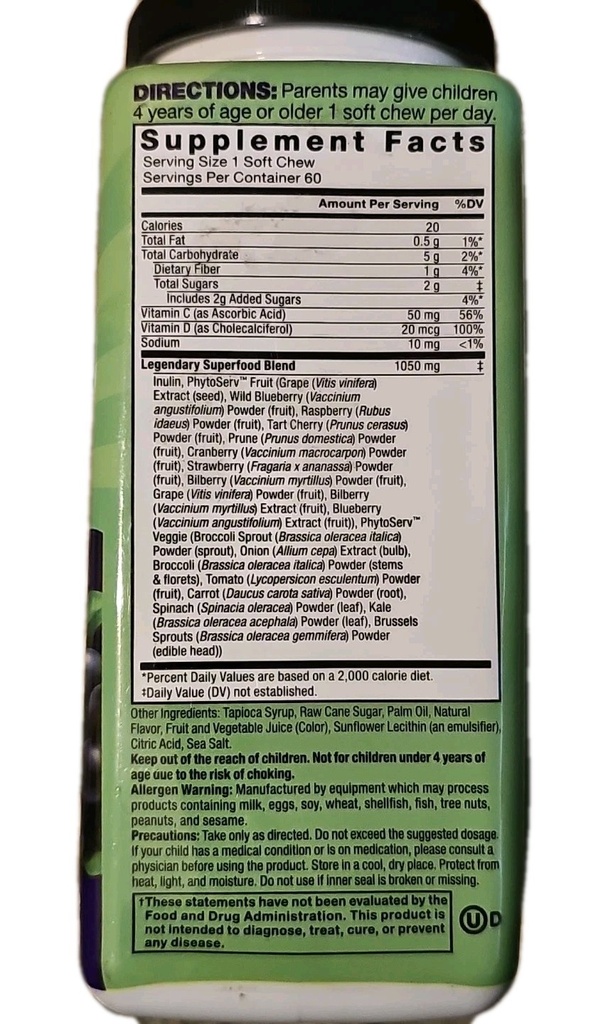 DIRECTIONS: Parents may give children
4 years of age or older 1 soft chew per day.
Supplement Facts
Serving Size 1 Soft Chew
Servings Per Container 60
Amount Per Serving %DV
Calories 20
Total Fat 0.5 g 1%*
Total Carbohydrate 5 g 2%*
Dietary Fiber 1 g 4%*
Total Sugars 2 g ‡
Includes 2g Added Sugars 4%*
Vitamin C (as Ascorbic Acid) 50 mg 56%
Vitamin D (as Cholecalciferol) 20 mcg 100%
Sodium 10 mg <1%
Legendary Superfood Blend 1050 mg ‡
Inulin, PhytoServ™ Fruit (Grape (Vitis vinifera)
Extract (seed), Wild Blueberry (Vaccinium
angustifolium) Powder (fruit), Raspberry (Rubus
idaeus) Powder (fruit), Tart Cherry (Prunus cerasus)
Powder (fruit), Prune (Prunus domestica) Powder
(fruit), Cranberry (Vaccinium macrocarpon) Powder
(fruit), Strawberry (Fragaria x ananassa) Powder
(fruit), Bilberry (Vaccinium myrtillus) Powder (fruit),
Grape (Vitis vinifera) Powder (fruit), Bilberry
(Vaccinium myrtillus) Extract (fruit), Blueberry
(Vaccinium angustifolium) Extract (fruit)), PhytoServ™
Veggie (Broccoli Sprout (Brassica oleracea italica)
Powder (sprout), Onion (Allium cepa) Extract (bulb),
Broccoli (Brassica oleracea italica) Powder (stems
& florets), Tomato (Lycopersicon esculentum) Powder
(fruit), Carrot (Daucus carota sativa) Powder (root),
Spinach (Spinacia oleracea) Powder (leaf), Kale
(Brassica oleracea acephala) Powder (leaf), Brussels
Sprouts (Brassica oleracea gemmifera) Powder
(edible head))
*Percent Daily Values are based on a 2,000 calorie diet.
‡Daily Value (DV) not established.
Other Ingredients: Tapioca Syrup, Raw Cane Sugar, Palm Oil, Natural
Flavor, Fruit and Vegetable Juice (Color), Sunflower Lecithin (an emulsifier),
Citric Acid, Sea Salt.
Keep out of the reach of children. Not for children under 4 years of
age due to the risk of choking.
Allergen Warning: Manufactured by equipment which may process
products containing milk, eggs, soy, wheat, shellfish, fish, tree nuts,
peanuts, and sesame.
Precautions: Take only as directed. Do not exceed the suggested dosage.
If your child has a medical condition or is on medication, please consult a
physician before using the product. Store in a cool, dry place. Protect from
heat, light, and moisture. Do not use if inner seal is broken or missing.
†These statements have not been evaluated by the
Food and Drug Administration. This product is
not intended to diagnose, treat, cure, or prevent
any disease.
U D